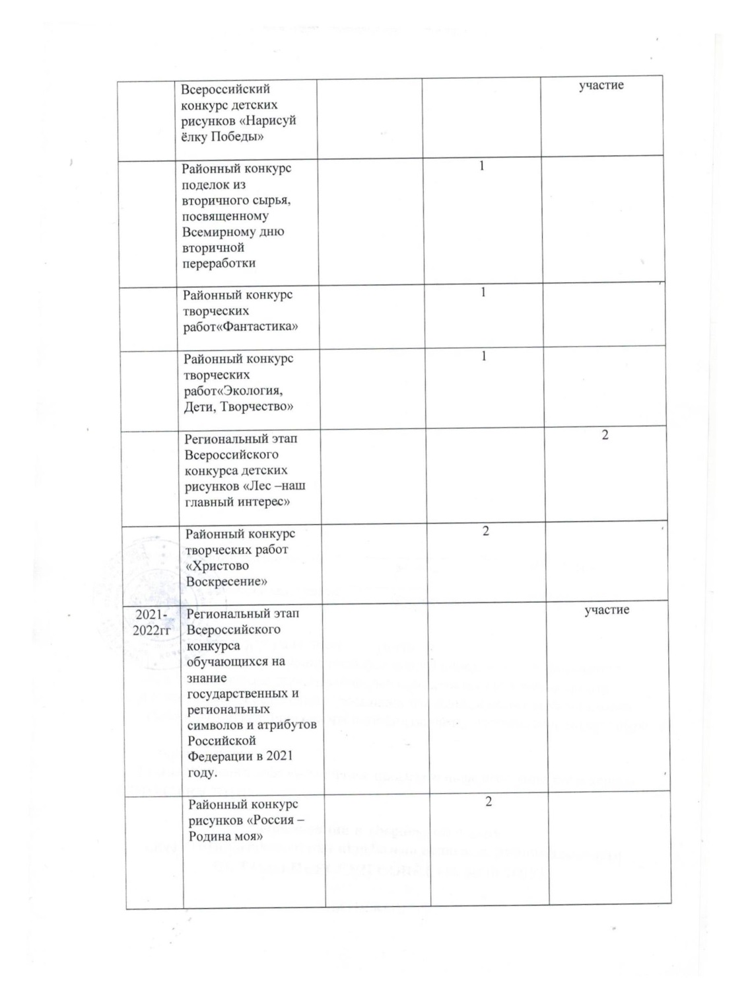 Всероссийский
конкурс детских
рисунков «Нарисуй
ёлку Победы»
участие
Районный конкурс
поделок из
вторичного сырья,
посвященному
Всемирному дню
вторичной
переработки
1
Районный конкурс
творческих
работ«Фантастика»
1
Районный конкурс
творческих
работ«Экология,
Дети, Творчество»
1
Региональный этап
Всероссийского
конкурса детских
рисунков «Лес –наш
главный интерес»
2
Районный конкурс
творческих работ
«Христово
Воскресение»
2
2021-
2022гг
Региональный этап
Всероссийского
конкурса
обучающихся на
знание
государственных и
региональных
символов и атрибутов
Российской
Федерации в 2021
году.
участие
Районный конкурс
рисунков «Россия –
Родина моя»
2